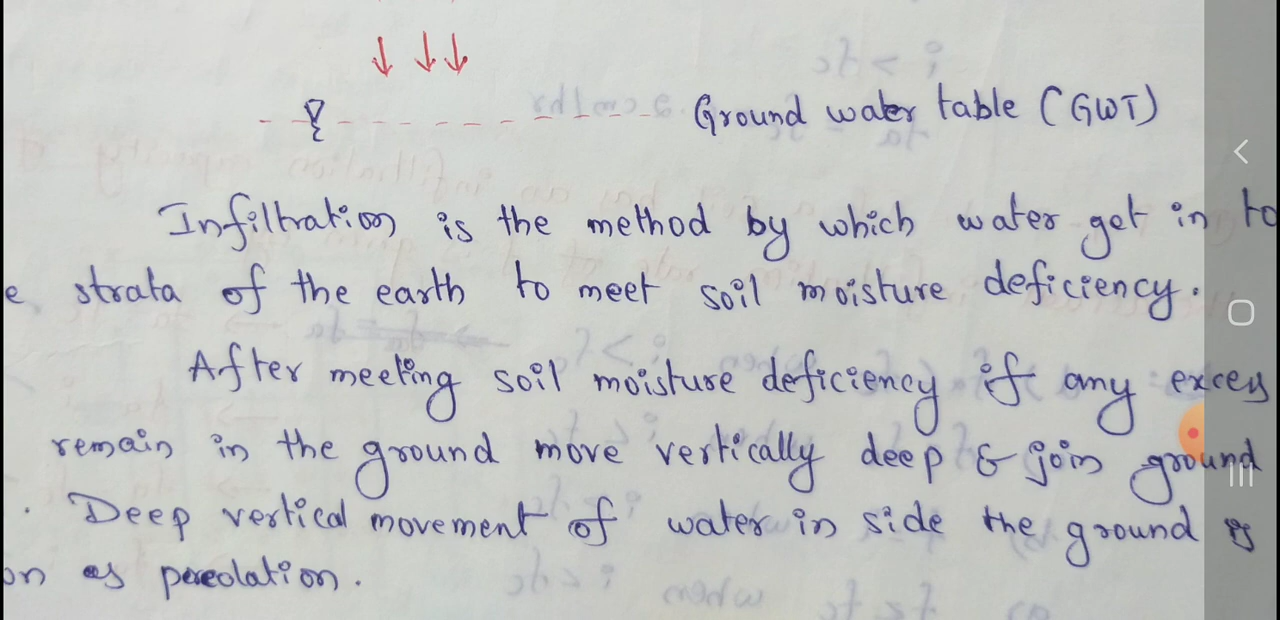 Ground water table (GWT)
Infiltration is the method by which water get in to
e strata of the earth to meet soil moisture deficiency.
After meeting soil moisture deficiency if any excess
remain in the ground move vertically deep & join ground
. Deep vertical movement of water in side the ground is
on as percolation.